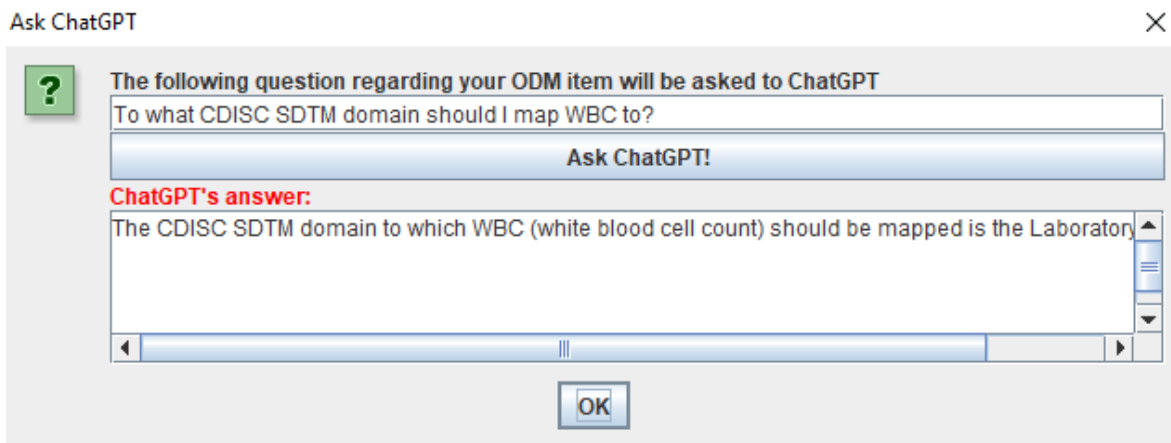 Ask ChatGPT
?
The following question regarding your ODM item will be asked to ChatGPT
To what CDISC SDTM domain should I map WBC to?
Ask ChatGPT!
ChatGPT's answer:
The CDISC SDTM domain to which WBC (white blood cell count) should be mapped is the Laboratory
OK